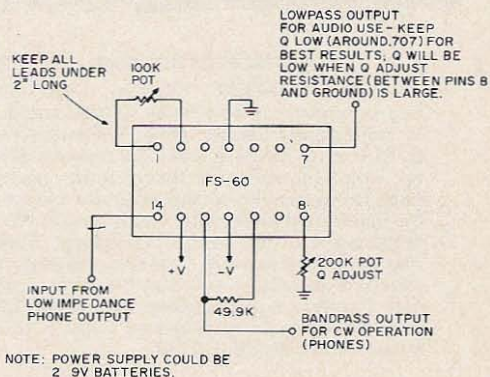 LOWPASS OUTPUT
FOR AUDIO USE - KEEP
Q LOW (AROUND .707) FOR
BEST RESULTS; Q WILL BE
LOW WHEN Q ADJUST
RESISTANCE (BETWEEN PINS 8
AND GROUND) IS LARGE.
KEEP ALL
LEADS UNDER
2" LONG
100K
POT
1
7
FS-60
14
8
+V
-V
200K POT
Q ADJUST
49.9K
INPUT FROM
LOW IMPEDANCE
PHONE OUTPUT
BANDPASS OUTPUT
FOR CW OPERATION
(PHONES)
NOTE: POWER SUPPLY COULD BE
2 9V BATTERIES.